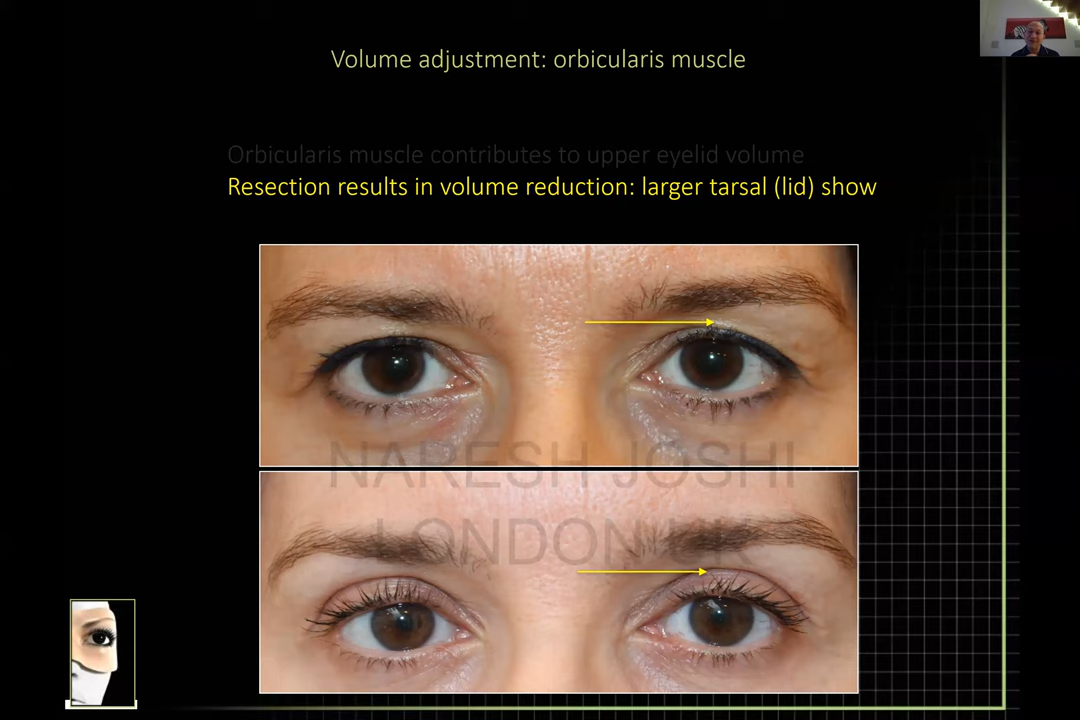 Volume adjustment: orbicularis muscle
Orbicularis muscle contributes to upper eyelid volume
Resection results in volume reduction: larger tarsal (lid) show
NARESH JOSHI
LONDON UK